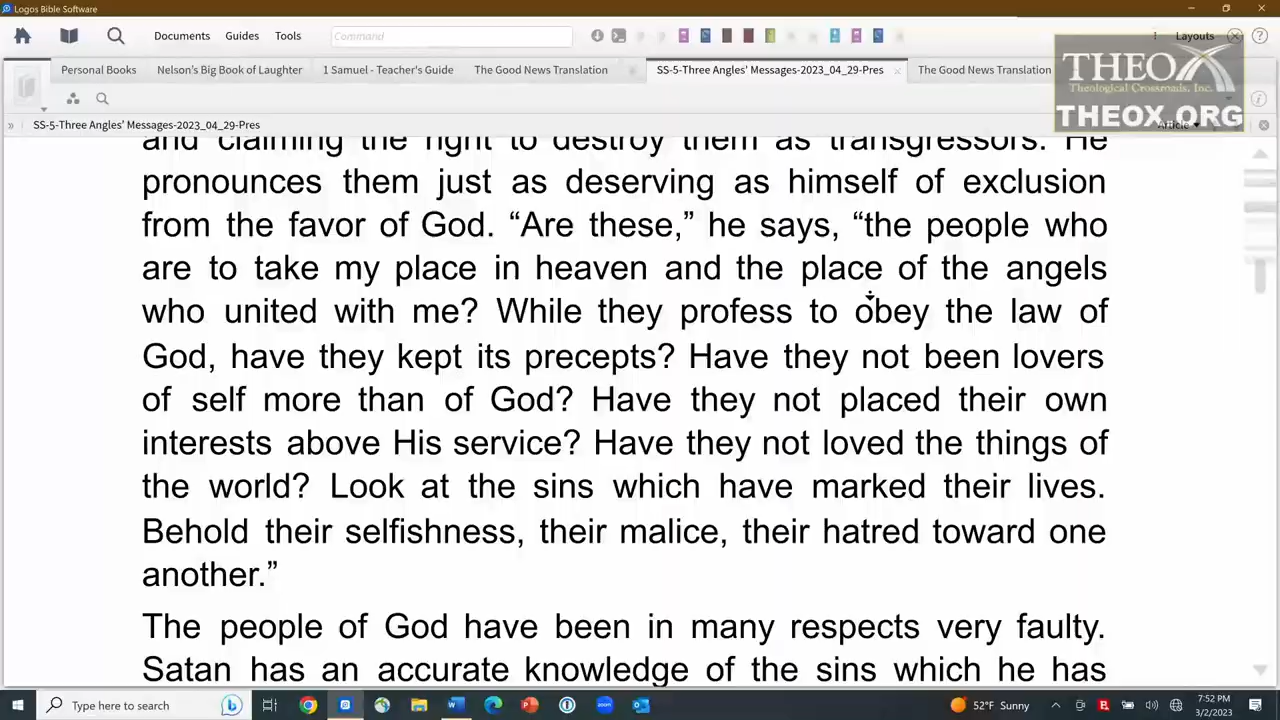 Logos Bible Software
Documents Guides Tools Command Layouts
Personal Books Nelson's Big Book of Laughter 1 Samuel - Teacher's Guide The Good News Translation SS-5-Three Angles' Messages-2023_04_29-Pres The Good News Translation
THEOX
Theological Crossroads, Inc.
THEOX.ORG
SS-5-Three Angles' Messages-2023_04_29-Pres Article
and claiming the right to destroy them as transgressors. He
pronounces them just as deserving as himself of exclusion
from the favor of God. “Are these,” he says, “the people who
are to take my place in heaven and the place of the angels
who united with me? While they profess to obey the law of
God, have they kept its precepts? Have they not been lovers
of self more than of God? Have they not placed their own
interests above His service? Have they not loved the things of
the world? Look at the sins which have marked their lives.
Behold their selfishness, their malice, their hatred toward one
another.”
The people of God have been in many respects very faulty.
Satan has an accurate knowledge of the sins which he has
Type here to search 52°F Sunny 7:52 PM
3/2/2023